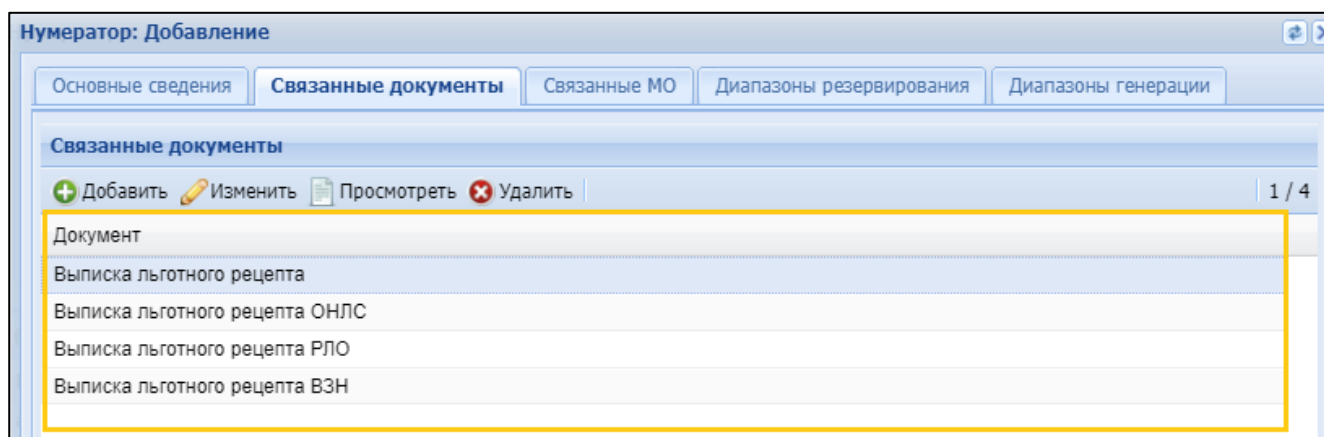 Нумератор: Добавление
Основные сведения Связанные документы Связанные МО Диапазоны резервирования Диапазоны генерации
Связанные документы
Добавить Изменить Просмотреть Удалить 1 / 4
Документ
Выписка льготного рецепта
Выписка льготного рецепта ОНЛС
Выписка льготного рецепта РЛО
Выписка льготного рецепта ВЗН